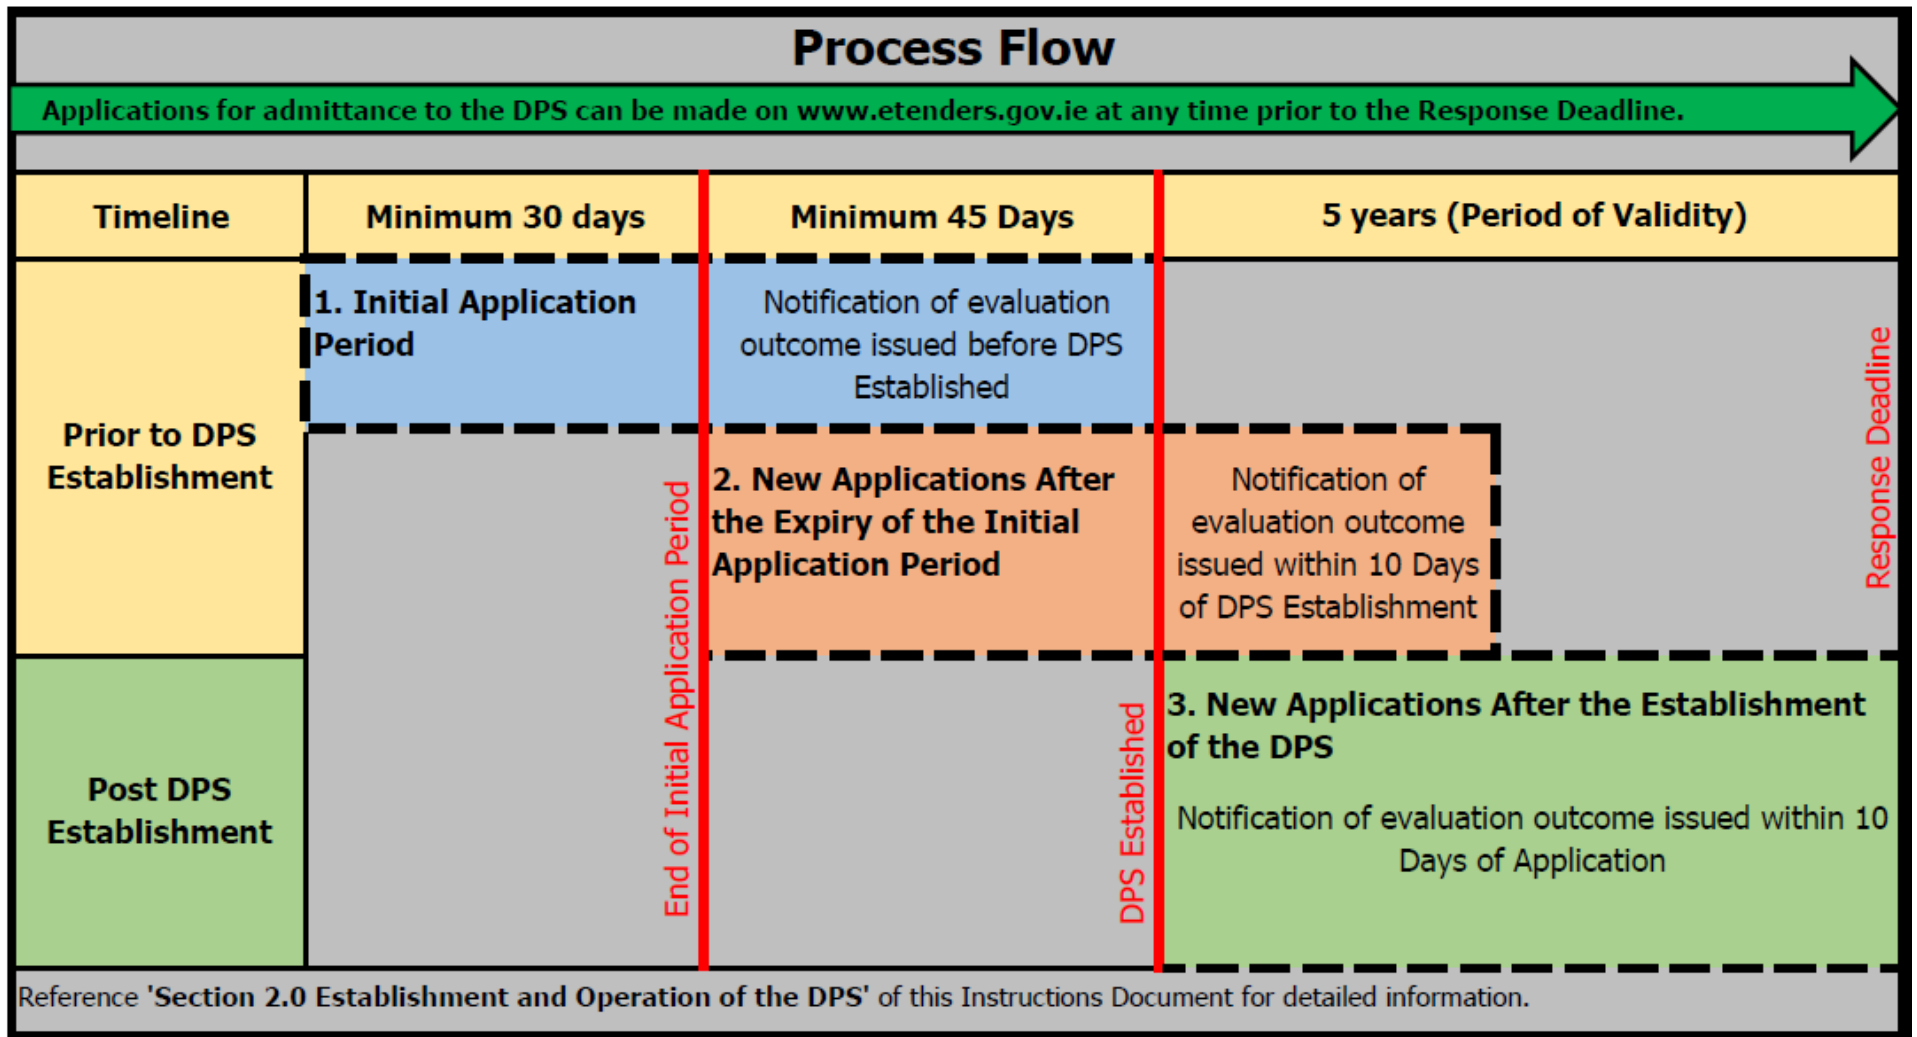 Process Flow
Applications for admittance to the DPS can be made on www.etenders.gov.ie at any time prior to the Response Deadline.
Timeline
Minimum 30 days
Minimum 45 Days
5 years (Period of Validity)
Prior to DPS
Establishment
1. Initial Application
Period
Notification of evaluation
outcome issued before DPS
Established
End of Initial Application Period
2. New Applications After
the Expiry of the Initial
Application Period
Notification of
evaluation outcome
issued within 10 Days
of DPS Establishment
Response Deadline
Post DPS
Establishment
DPS Established
3. New Applications After the Establishment
of the DPS
Notification of evaluation outcome issued within 10
Days of Application
Reference 'Section 2.0 Establishment and Operation of the DPS' of this Instructions Document for detailed information.